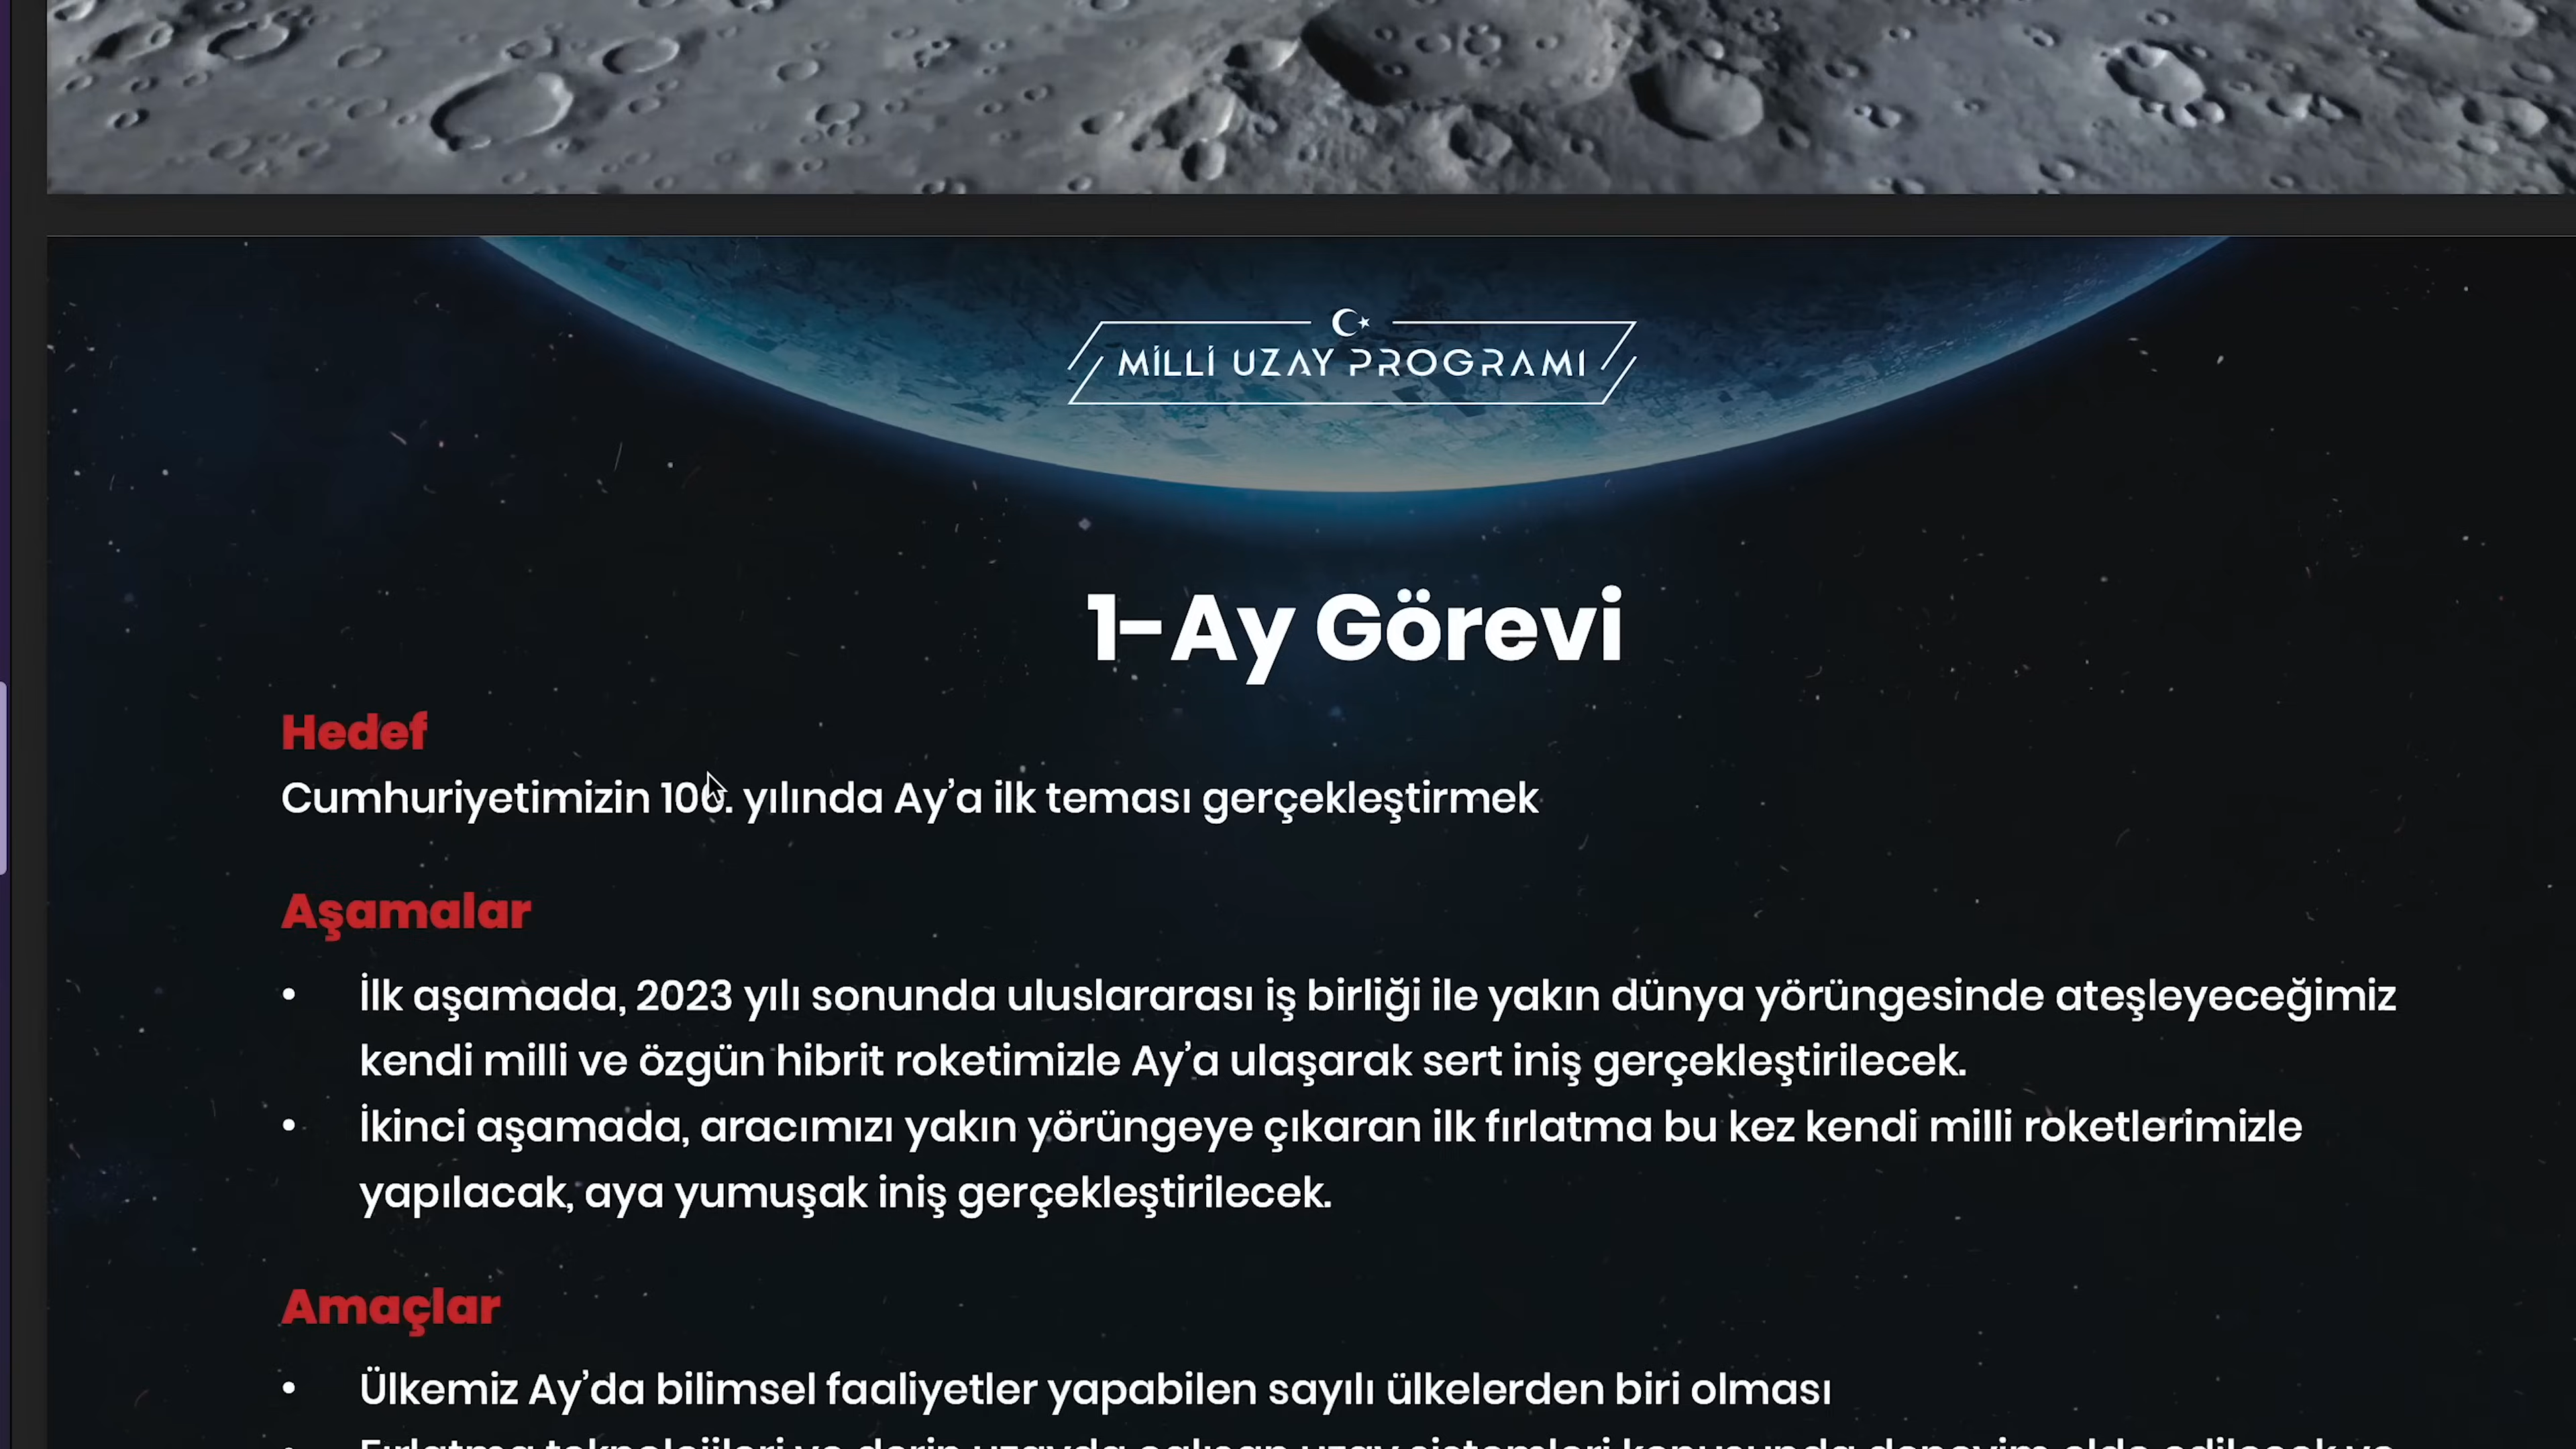 MİLLİ UZAY PROGRAMI
1-Ay Görevi
Hedef
Cumhuriyetimizin 100. yılında Ay’a ilk teması gerçekleştirmek
Aşamalar
• İlk aşamada, 2023 yılı sonunda uluslararası iş birliği ile yakın dünya yörüngesinde ateşleyeceğimiz
kendi milli ve özgün hibrit roketimizle Ay’a ulaşarak sert iniş gerçekleştirilecek.
• İkinci aşamada, aracımızı yakın yörüngeye çıkaran ilk fırlatma bu kez kendi milli roketlerimizle
yapılacak, aya yumuşak iniş gerçekleştirilecek.
Amaçlar
• Ülkemiz Ay’da bilimsel faaliyetler yapabilen sayılı ülkelerden biri olması